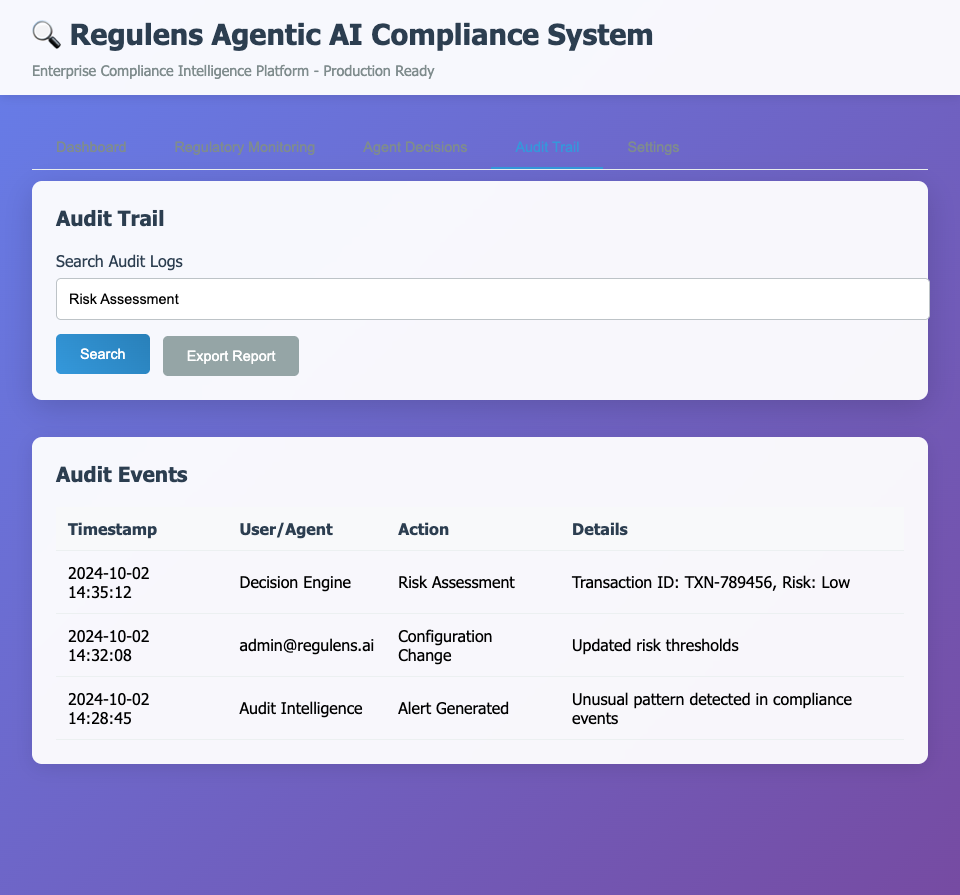 🔍 Regulens Agentic AI Compliance System
Enterprise Compliance Intelligence Platform - Production Ready
Dashboard Regulatory Monitoring Agent Decisions Audit Trail Settings
Audit Trail
Search Audit Logs
Risk Assessment
Search Export Report
Audit Events
Timestamp User/Agent Action Details
2024-10-02
14:35:12 Decision Engine Risk Assessment Transaction ID: TXN-789456, Risk: Low
2024-10-02
14:32:08 admin@regulens.ai Configuration
Change Updated risk thresholds
2024-10-02
14:28:45 Audit Intelligence Alert Generated Unusual pattern detected in compliance
events